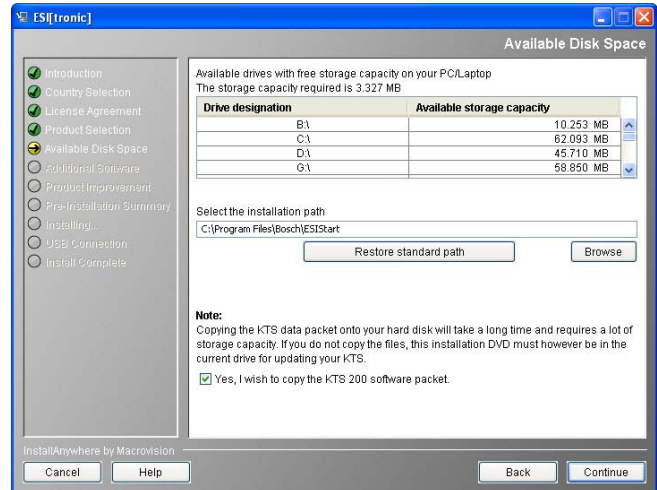 ESI[tronic]
Available Disk Space
Introduction
Country Selection
License Agreement
Product Selection
Available Disk Space
Additional Software
Product Improvement
Pre-Installation Summary
Installing...
USB Connection
Install Complete
Available drives with free storage capacity on your PC/Laptop
The storage capacity required is 3.327 MB
Drive designation Available storage capacity
B:\ 10.253 MB
C:\ 62.093 MB
D:\ 45.710 MB
G:\ 58.850 MB
Select the installation path
C:\Program Files\Bosch\ESIStart
Restore standard path Browse
Note:
Copying the KTS data packet onto your hard disk will take a long time and requires a lot of
storage capacity. If you do not copy the files, this installation DVD must however be in the
current drive for updating your KTS.
Yes, I wish to copy the KTS 200 software packet.
InstallAnywhere by Macrovision
Cancel Help Back Continue